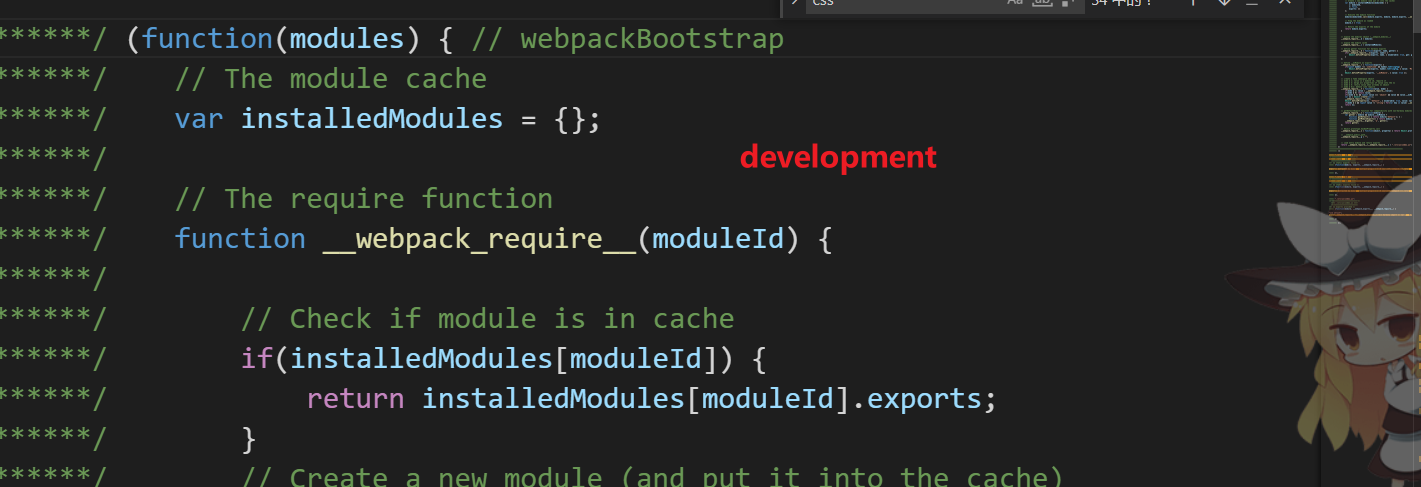 css Aa ab 34 中的 ?
******/ (function(modules) { // webpackBootstrap
******/ // The module cache
******/ var installedModules = {};
******/
development
******/ // The require function
******/ function __webpack_require__(moduleId) {
******/
******/ // Check if module is in cache
******/ if(installedModules[moduleId]) {
******/ return installedModules[moduleId].exports;
******/ }
******/ // Create a new module (and put it into the cache)